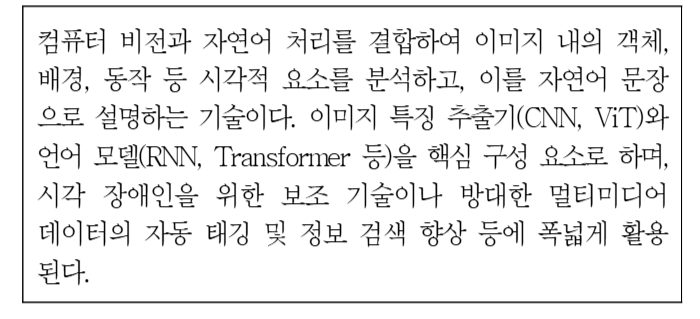 컴퓨터 비전과 자연어 처리를 결합하여 이미지 내의 객체,
배경, 동작 등 시각적 요소를 분석하고, 이를 자연어 문장
으로 설명하는 기술이다. 이미지 특징 추출기(CNN, ViT)와
언어 모델(RNN, Transformer 등)을 핵심 구성 요소로 하며,
시각 장애인을 위한 보조 기술이나 방대한 멀티미디어
데이터의 자동 태깅 및 정보 검색 향상 등에 폭넓게 활용
된다.